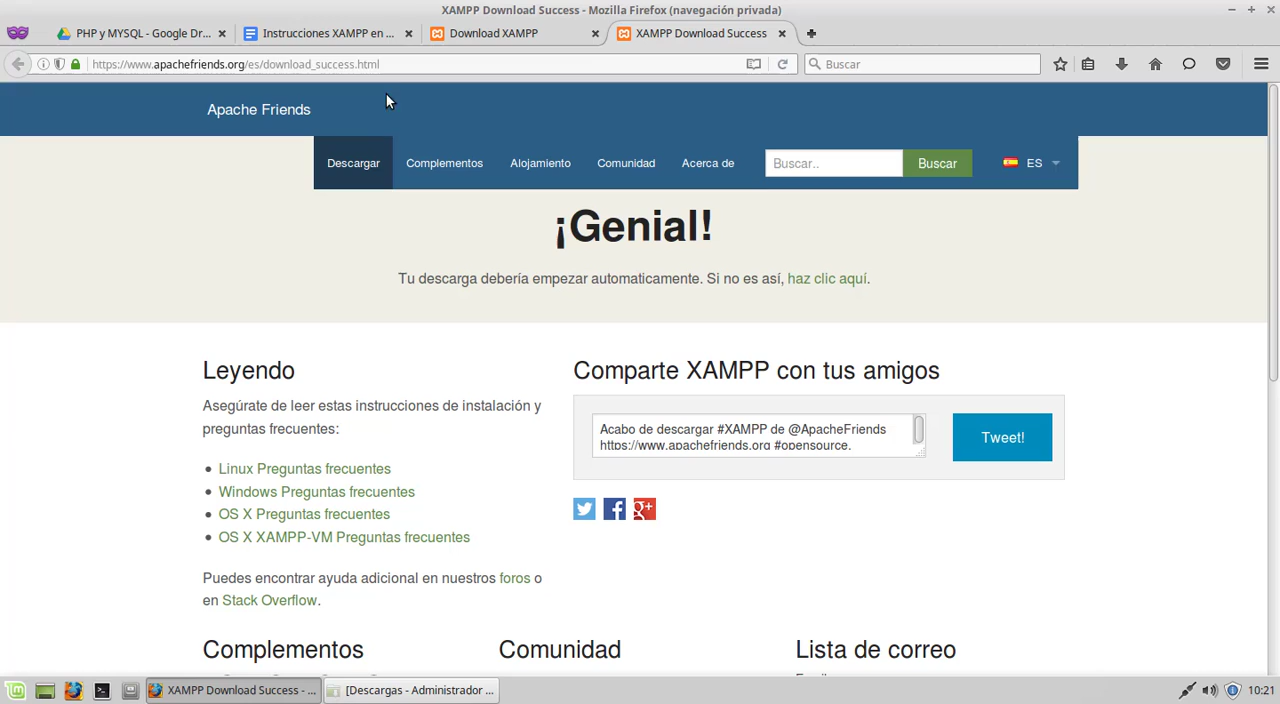 XAMPP Download Success - Mozilla Firefox (navegación privada)
PHP y MYSQL - Google Dr...
Instrucciones XAMPP en ...
Download XAMPP
XAMPP Download Success
https://www.apachefriends.org/es/download_success.html
Buscar
Apache Friends
Descargar
Complementos
Alojamiento
Comunidad
Acerca de
Buscar..
Buscar
ES
¡Genial!
Tu descarga debería empezar automaticamente. Si no es así, haz clic aquí.
Leyendo
Asegúrate de leer estas instrucciones de instalación y
preguntas frecuentes:
Linux Preguntas frecuentes
Windows Preguntas frecuentes
OS X Preguntas frecuentes
OS X XAMPP-VM Preguntas frecuentes
Puedes encontrar ayuda adicional en nuestros foros o
en Stack Overflow.
Comparte XAMPP con tus amigos
Acabo de descargar #XAMPP de @ApacheFriends
https://www.apachefriends.org #opensource.
Tweet!
Complementos
Comunidad
Lista de correo
XAMPP Download Success - ...
[Descargas - Administrador ...
10:21